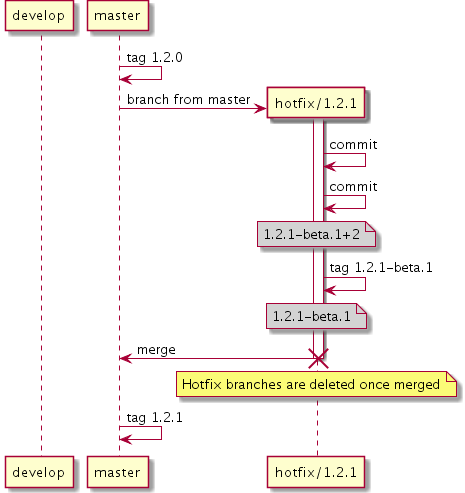 develop
master
tag 1.2.0
branch from master
hotfix/1.2.1
commit
commit
1.2.1-beta.1+2
tag 1.2.1-beta.1
1.2.1-beta.1
merge
Hotfix branches are deleted once merged
tag 1.2.1
develop
master
hotfix/1.2.1